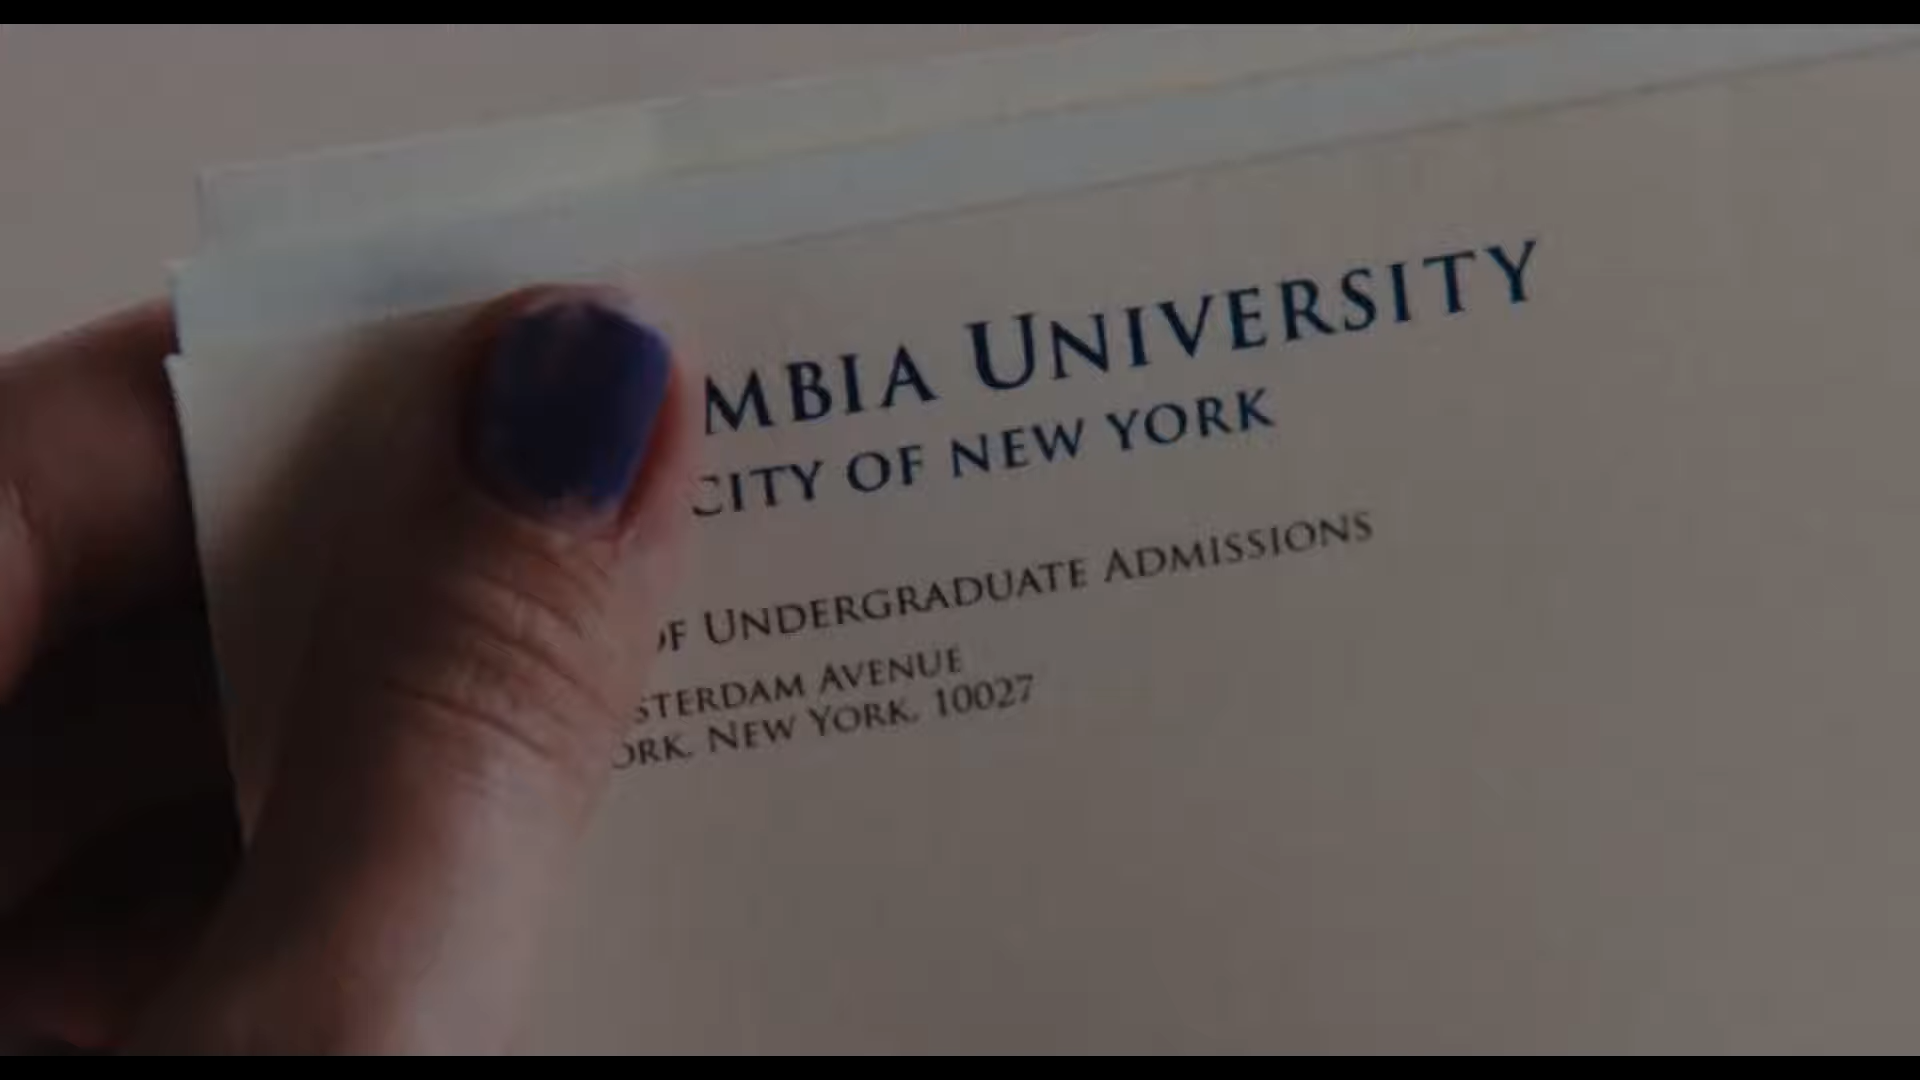 MBIA UNIVERSITY
CITY OF NEW YORK
OF UNDERGRADUATE ADMISSIONS
STERDAM AVENUE
ORK, NEW YORK, 10027